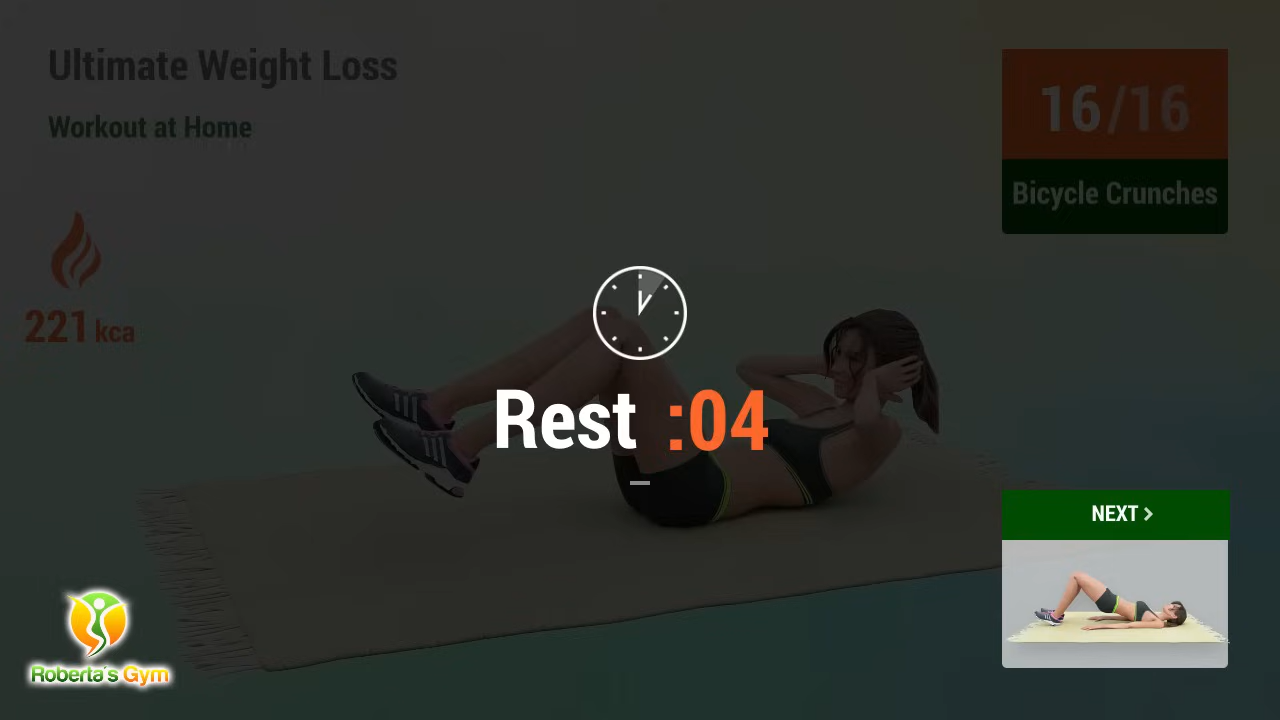 Ultimate Weight Loss
Workout at Home
16/16
Bicycle Crunches
221 kca
Rest :04
NEXT >
Roberta's Gym